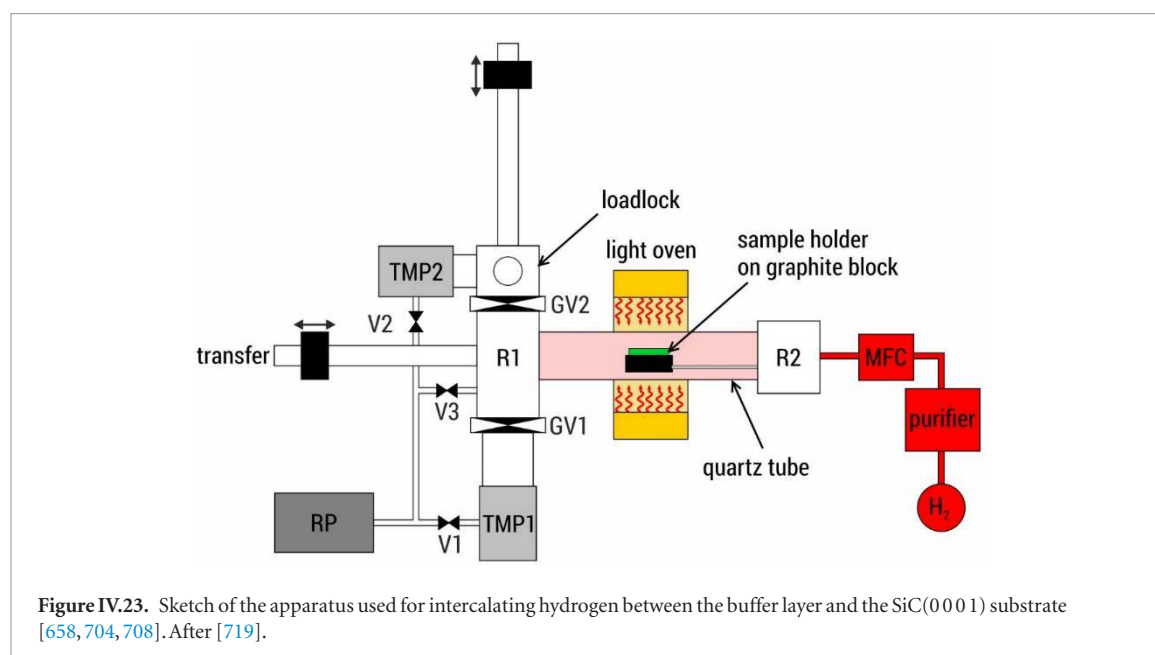 loadlock
light oven
sample holder
on graphite block
TMP2
GV2
V2
transfer
R1
R2
MFC
V3
GV1
purifier
quartz tube
RP
V1
TMP1
H₂
Figure IV.23. Sketch of the apparatus used for intercalating hydrogen between the buffer layer and the SiC(0 0 0 1) substrate
[658, 704, 708]. After [719].